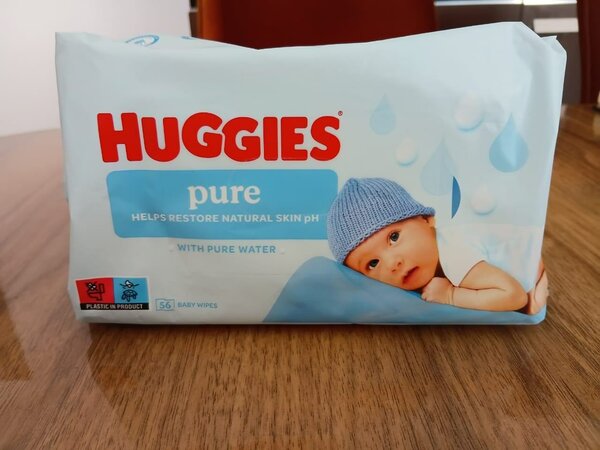 HUGGIES®
pure
HELPS RESTORE NATURAL SKIN pH
WITH PURE WATER
PLASTIC IN PRODUCT
56 BABY WIPES